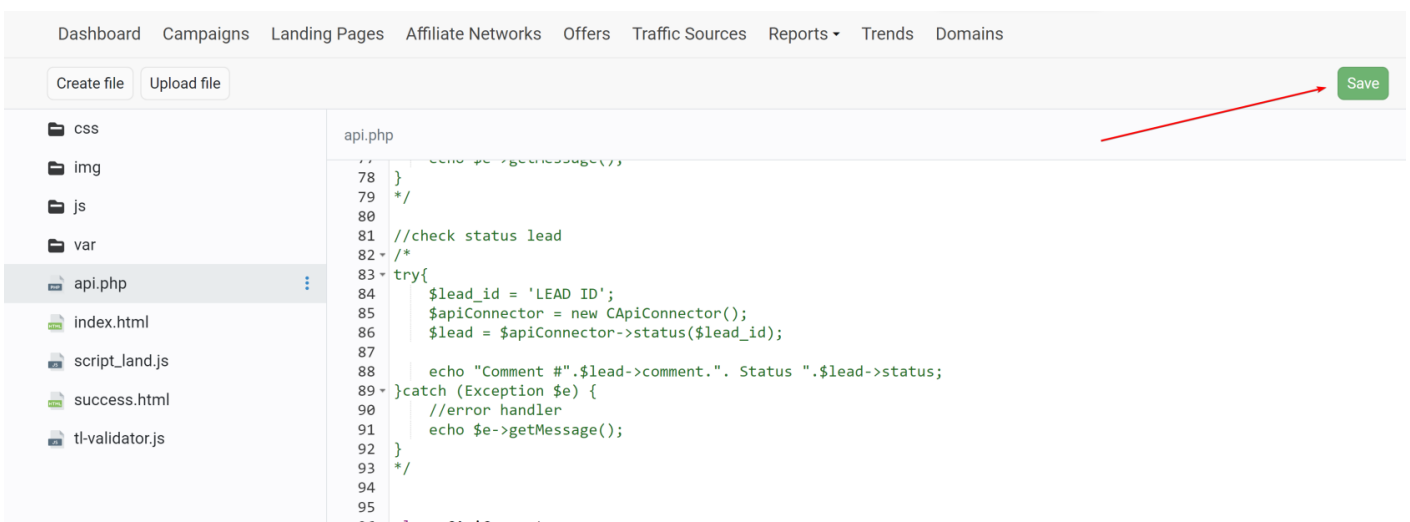 Dashboard Campaigns Landing Pages Affiliate Networks Offers Traffic Sources Reports Trends Domains
Create file Upload file Save
css
img
js
var
api.php
index.html
script_land.js
success.html
tl-validator.js
api.php
77 echo $e->getMessage();
78 }
79 */
80
81 //check status lead
82 /*
83 try{
84 $lead_id = 'LEAD ID';
85 $apiConnector = new CApiConnector();
86 $lead = $apiConnector->status($lead_id);
87
88 echo "Comment #".$lead->comment.". Status ".$lead->status;
89 }catch (Exception $e) {
90 //error handler
91 echo $e->getMessage();
92 }
93 */
94
95